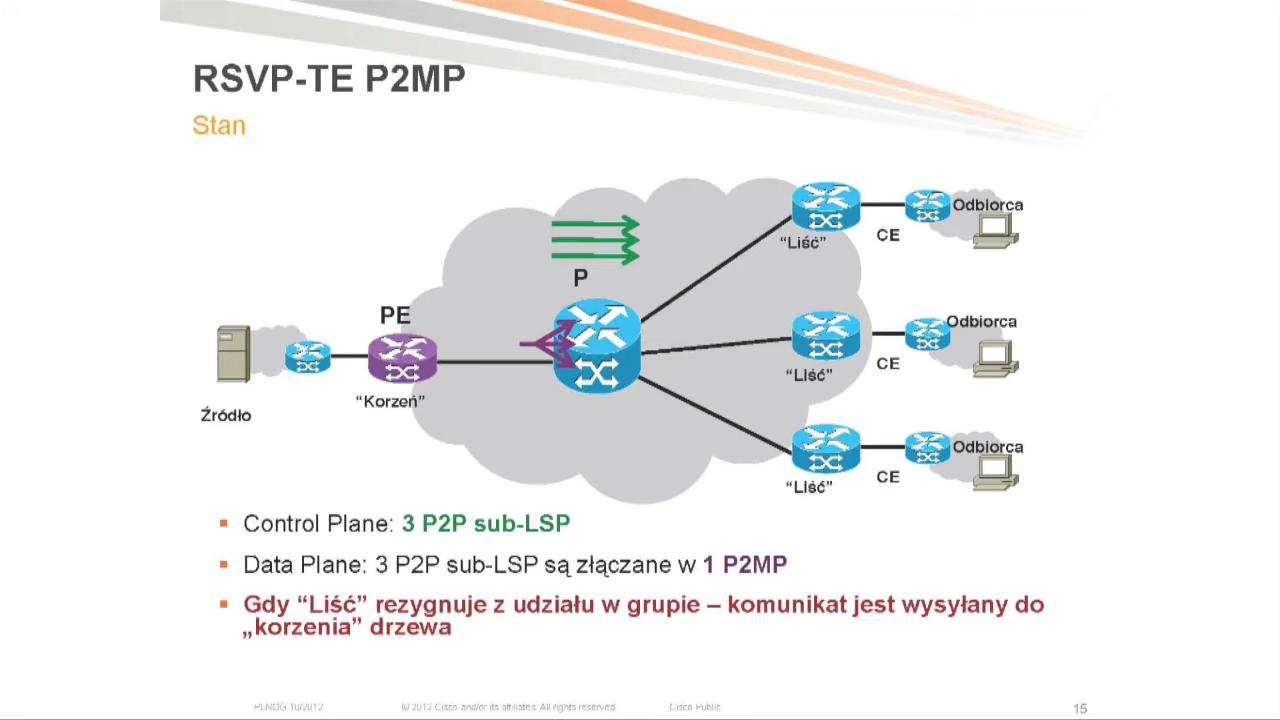 RSVP-TE P2MP
Stan
Odbiorca
"Liść"
CE
P
PE
Odbiorca
"Liść"
CE
"Korzeń"
Źródło
Odbiorca
"Liść"
CE
Control Plane: 3 P2P sub-LSP
Data Plane: 3 P2P sub-LSP są złączane w 1 P2MP
Gdy “Liść” rezygnuje z udziału w grupie – komunikat jest wysyłany do
„korzenia” drzewa
PLNOG 10/2012 © 2012 Cisco and/or its affiliates. All rights reserved. Cisco Public 15